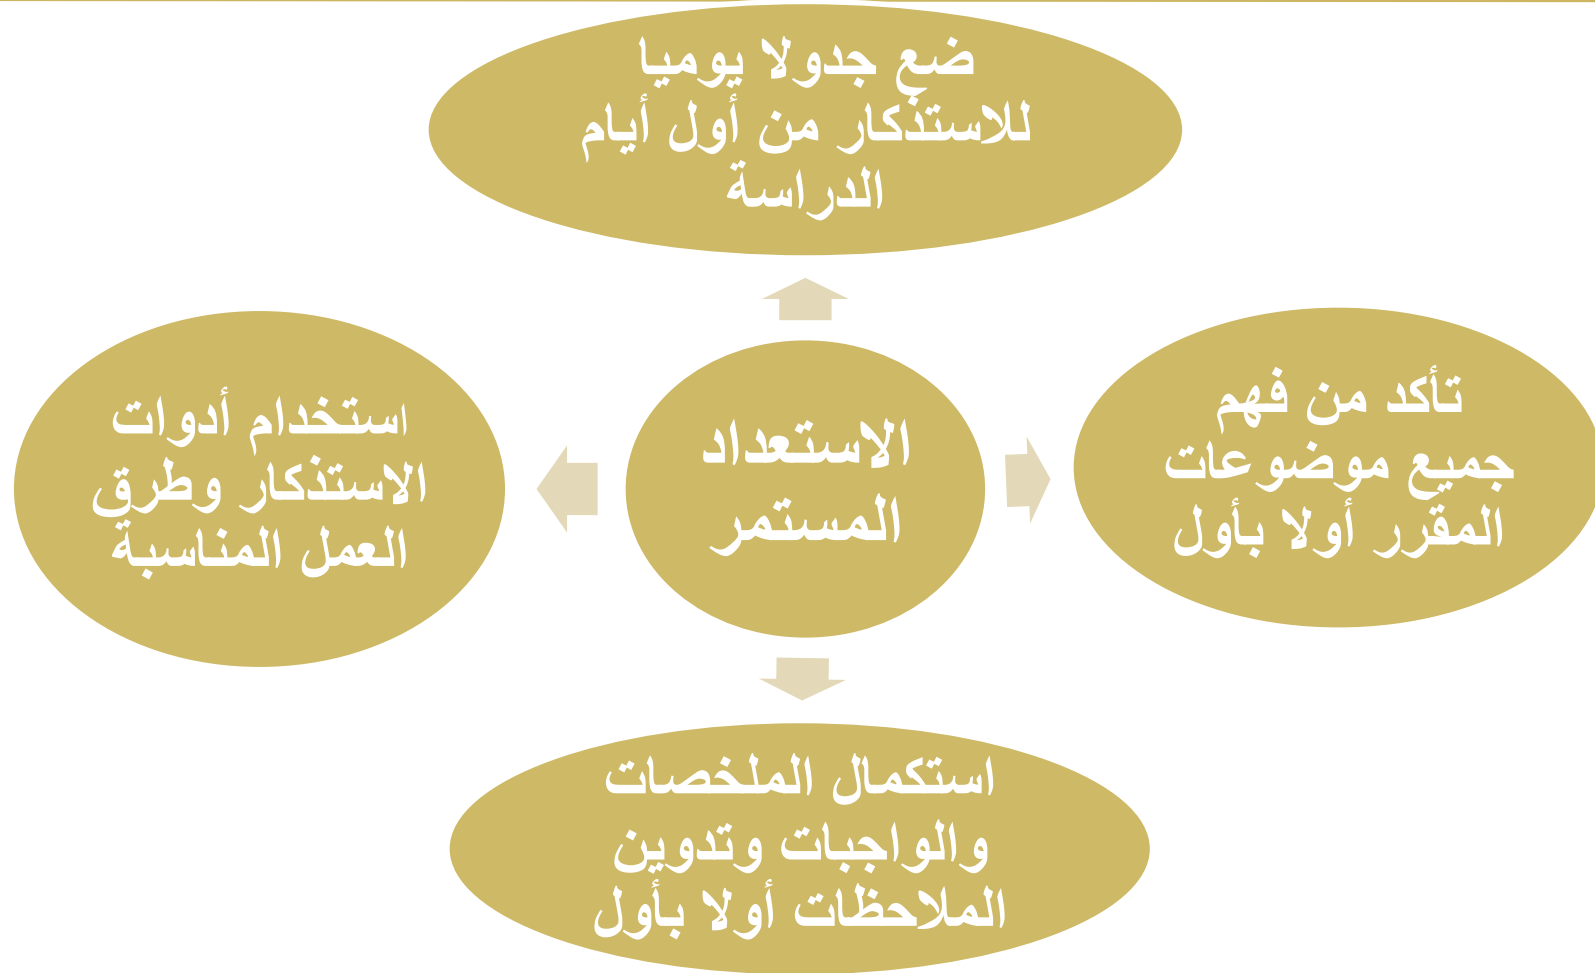 ضع جدولا يوميا
للاستذكار من أول أيام
الدراسة
تأكد من فهم
جميع موضوعات
المقرر أولا بأول
الاستعداد
المستمر
استخدام أدوات
الاستذكار وطرق
العمل المناسبة
استكمال الملخصات
والواجبات وتدوين
الملاحظات أولا بأول